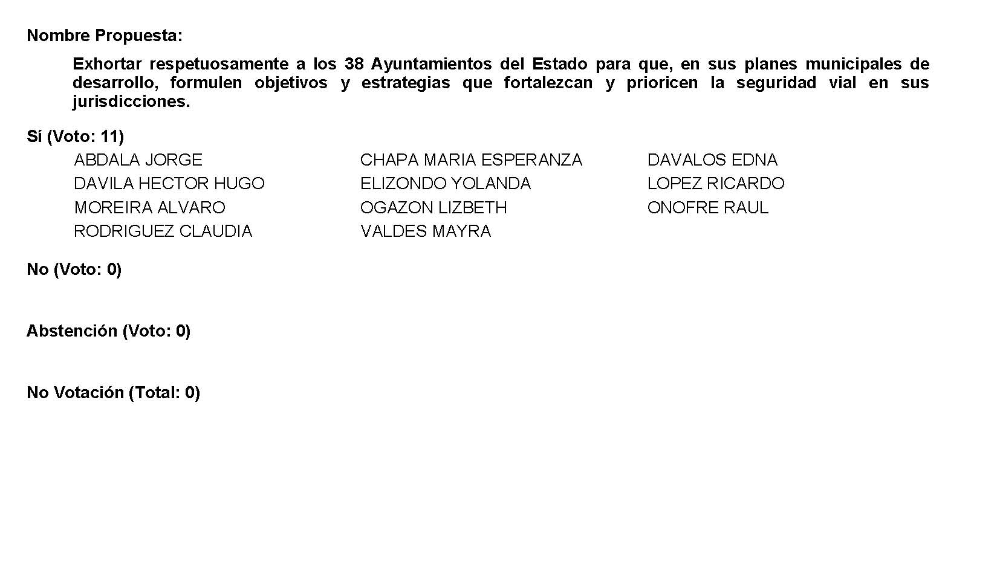 Nombre Propuesta:
Exhortar respetuosamente a los 38 Ayuntamientos del Estado para que, en sus planes municipales de
desarrollo, formulen objetivos y estrategias que fortalezcan y prioricen la seguridad vial en sus
jurisdicciones.
Sí (Voto: 11)
ABDALA JORGE CHAPA MARIA ESPERANZA DAVALOS EDNA
DAVILA HECTOR HUGO ELIZONDO YOLANDA LOPEZ RICARDO
MOREIRA ALVARO OGAZON LIZBETH ONOFRE RAUL
RODRIGUEZ CLAUDIA VALDES MAYRA
No (Voto: 0)
Abstención (Voto: 0)
No Votación (Total: 0)